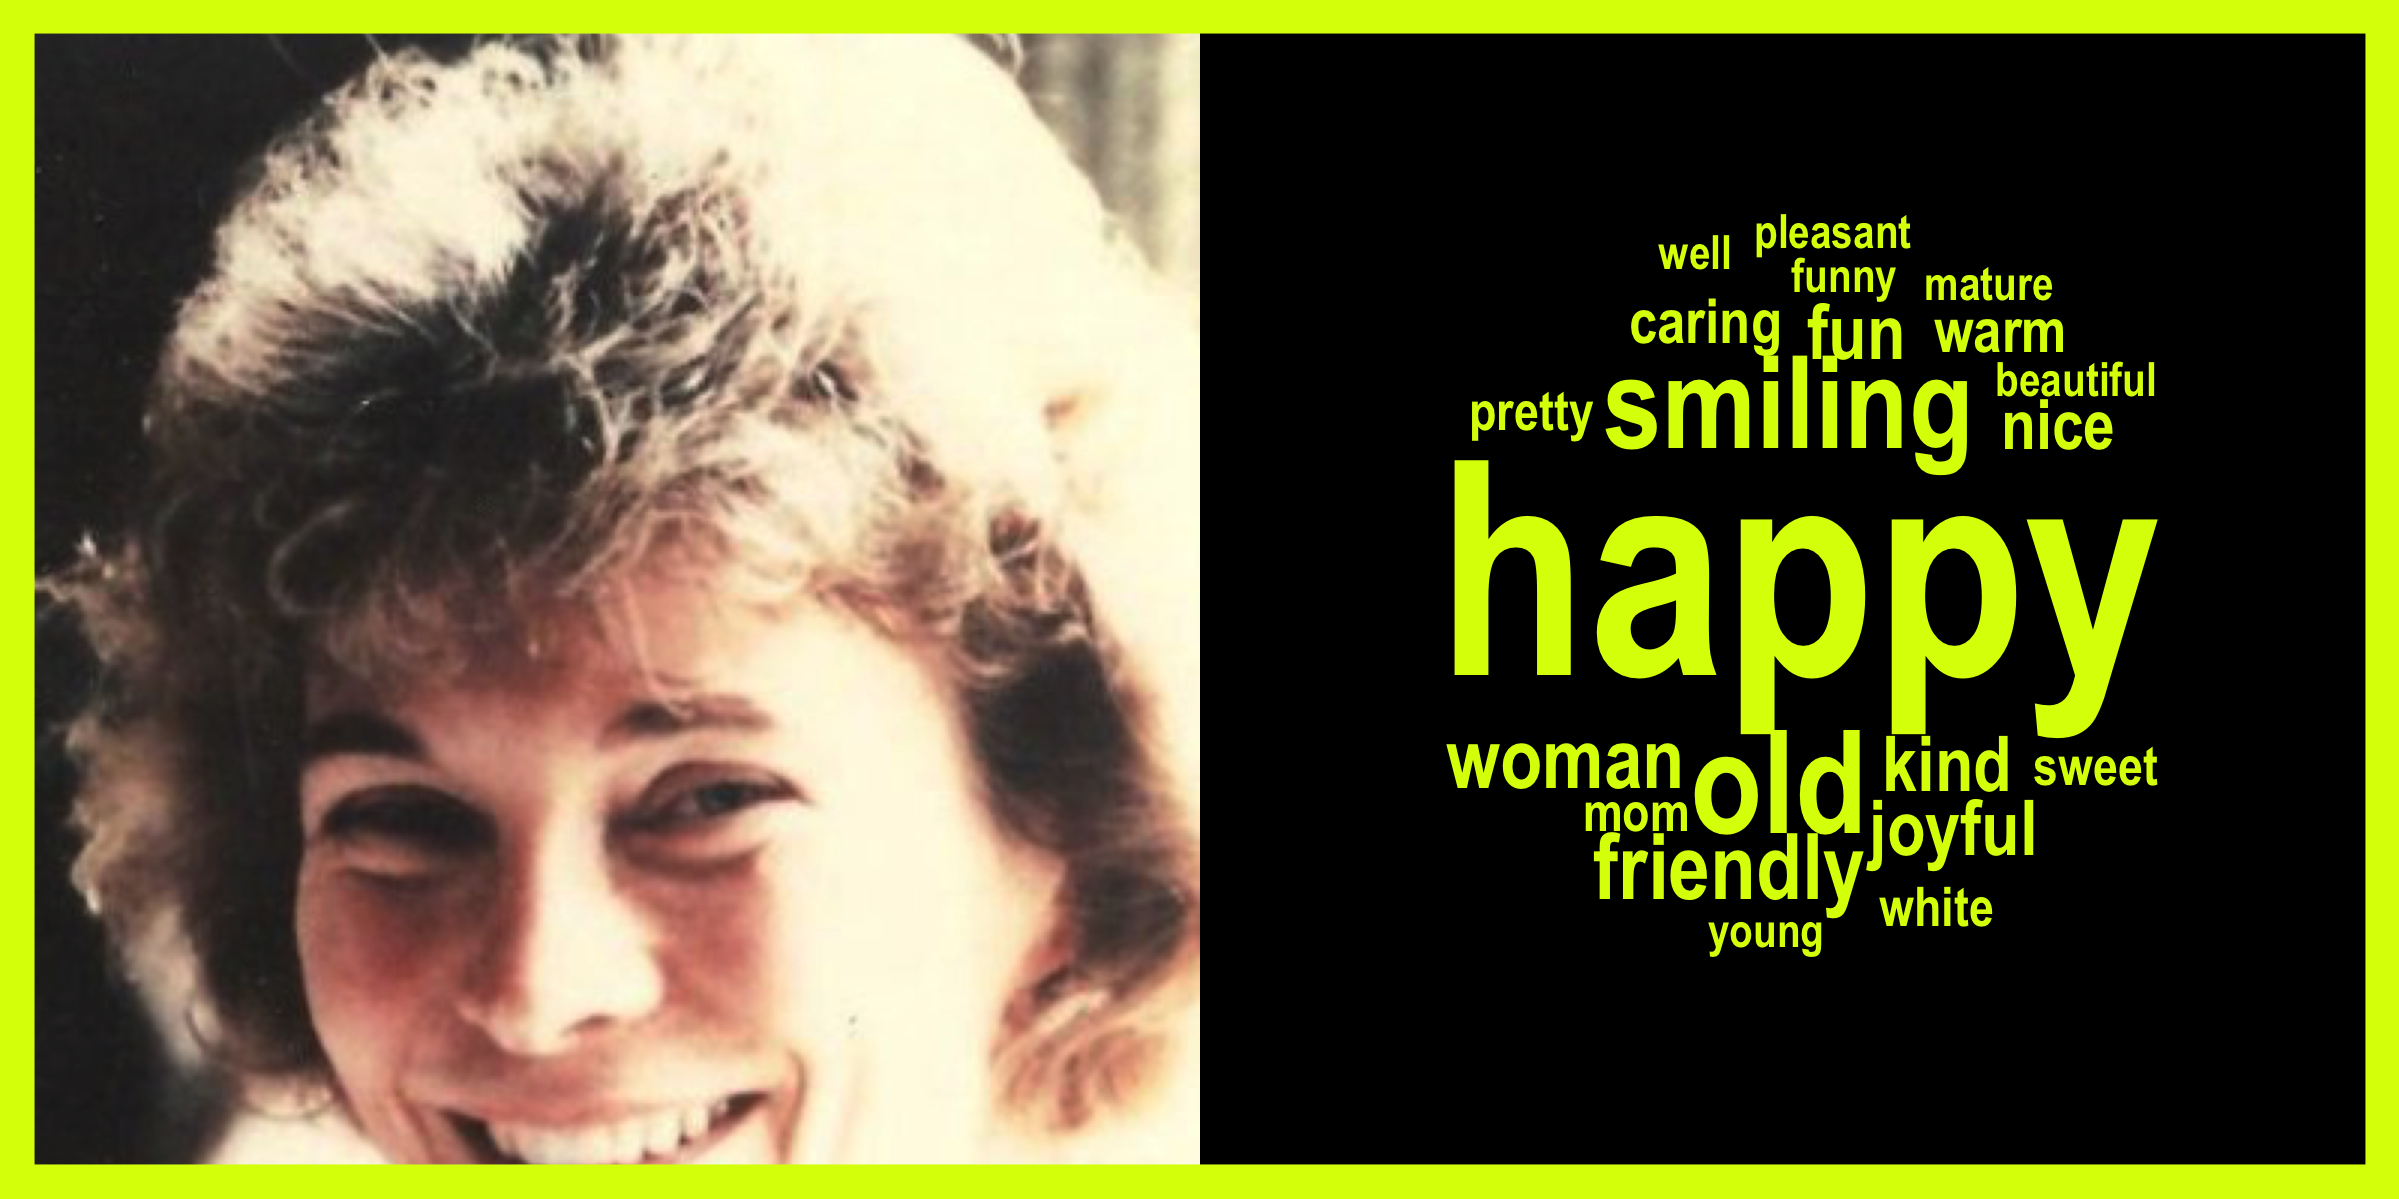 well pleasant
funny mature
caring fun warm
pretty smiling beautiful
nice
happy
woman old kind sweet
mom joyful
friendly white
young